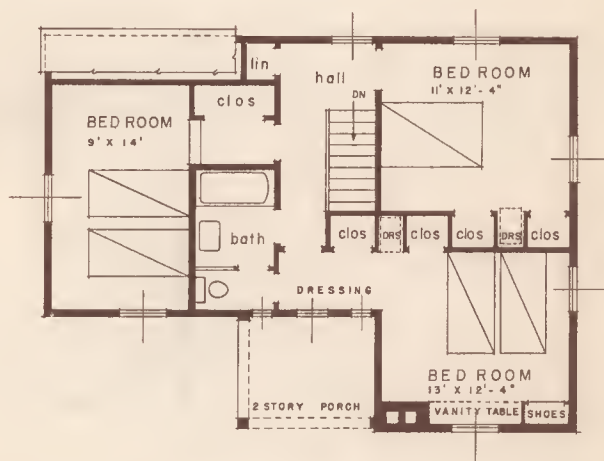 lin
hall
BED ROOM
11' X 12'-4"
clos
DN
BED ROOM
9' X 14'
bath
clos
DRS
clos
clos
DRS
clos
DRESSING
BED ROOM
13' X 12'-4"
2 STORY PORCH
VANITY TABLE
SHOES